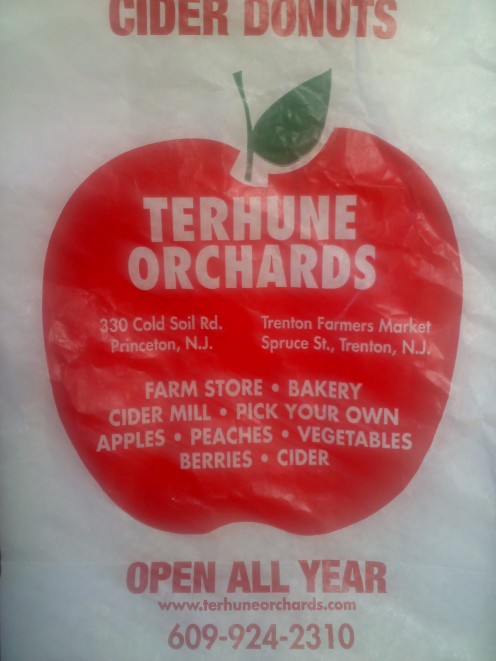 CIDER DONUTS
TERHUNE
ORCHARDS
330 Cold Soil Rd.
Princeton, N.J.
Trenton Farmers Market
Spruce St., Trenton, N.J.
FARM STORE • BAKERY
CIDER MILL • PICK YOUR OWN
APPLES • PEACHES • VEGETABLES
BERRIES • CIDER
OPEN ALL YEAR
www.terhuneorchards.com
609-924-2310